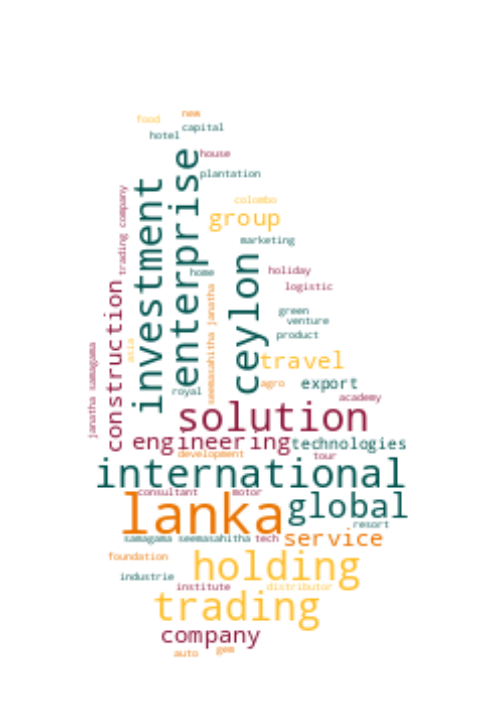 food
new
capital
hotel
house
plantation
colombo
group
marketing
trading company
investment
enterprise
ceylon
home
holiday
logistic
seemasahitha janatha
construction
green
venture
product
janatha samagama
asia
travel
agro
export
royal
academy
solution
engineering
technologies
development
tour
international
consultant
motor
lanka
global
resort
samagama seemasahitha
tech
service
foundation
holding
industrie
institute
distributor
trading
company
auto
gem